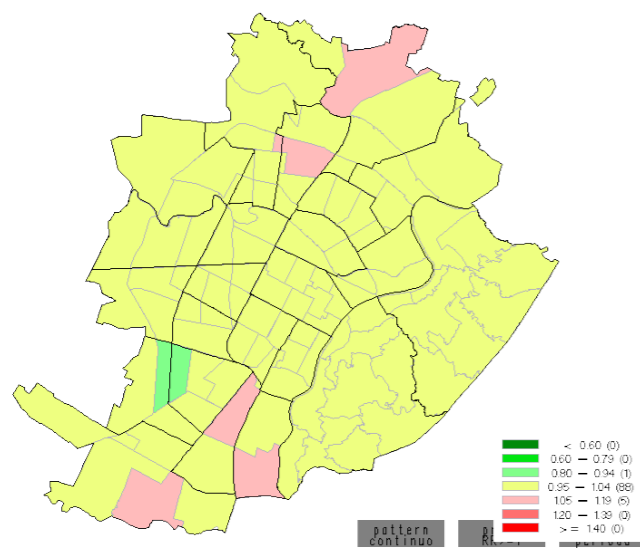 < 0.60 (0)
0.60 – 0.79 (0)
0.80 – 0.94 (1)
0.95 – 1.04 (88)
1.05 – 1.19 (5)
1.20 – 1.39 (0)
>= 1.40 (0)
pattern
continuo